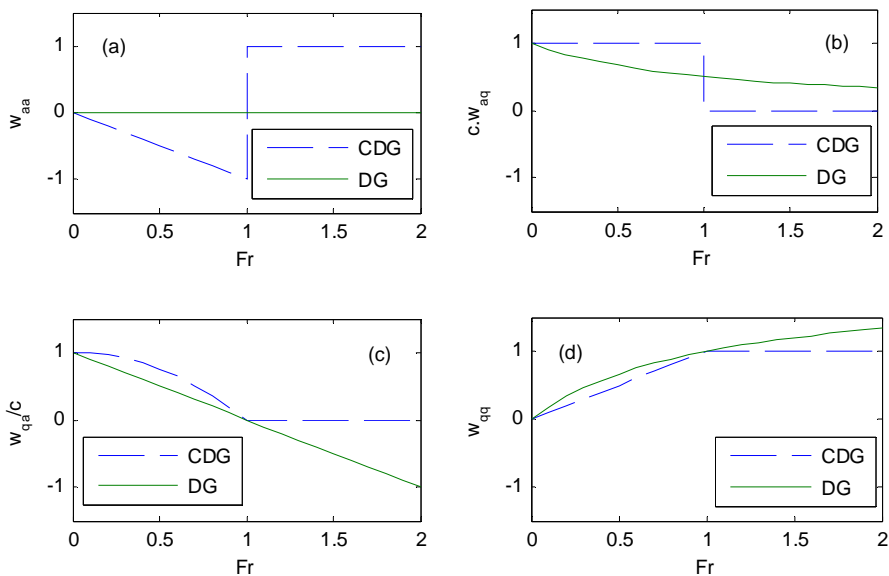 (a)
w_aa
1
0
-1
CDG
DG
0 0.5 1 1.5 2
Fr
(b)
c.w_aq
1
0
-1
CDG
DG
0 0.5 1 1.5 2
Fr
(c)
w_qa/c
1
0
-1
CDG
DG
0 0.5 1 1.5 2
Fr
(d)
w_qq
1
0
-1
CDG
DG
0 0.5 1 1.5 2
Fr